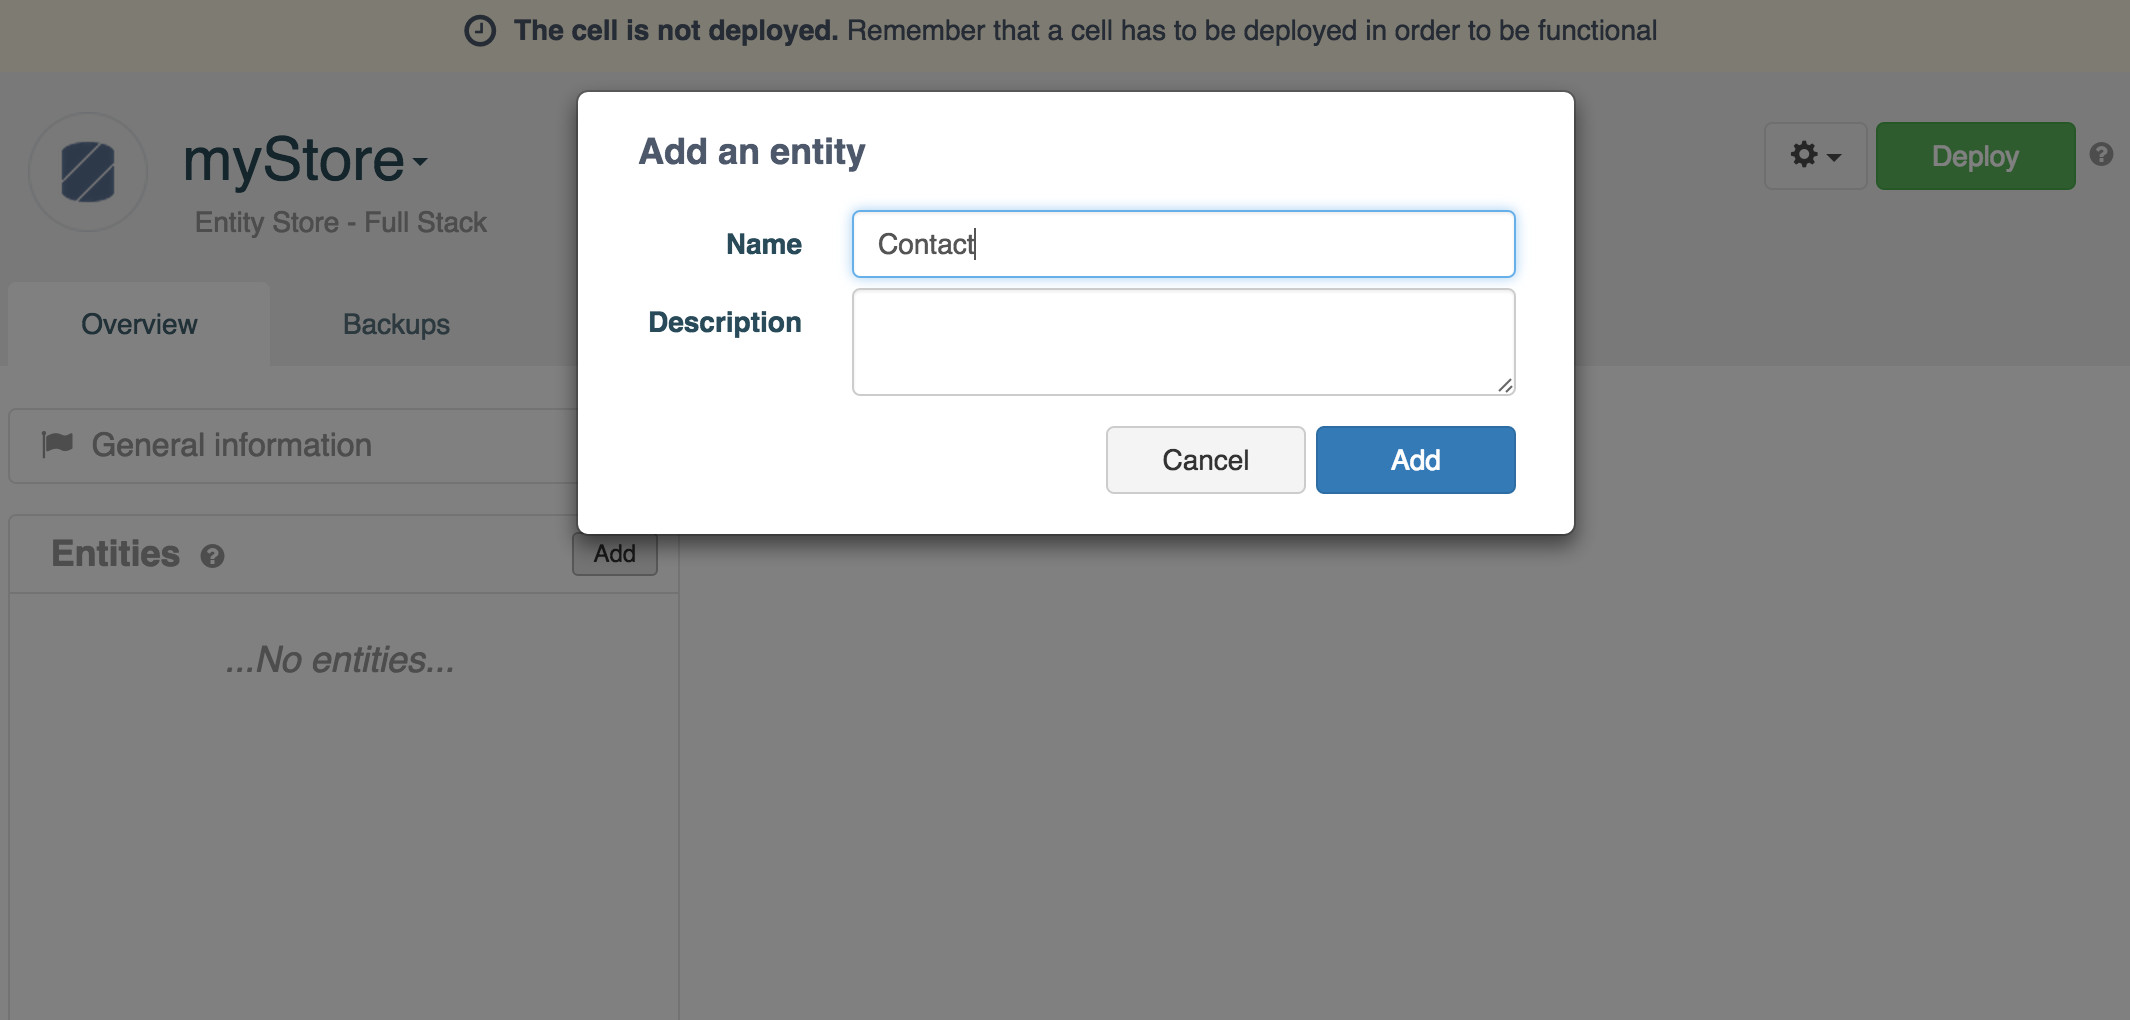 The cell is not deployed. Remember that a cell has to be deployed in order to be functional
myStore
Entity Store - Full Stack
Deploy
Overview
Backups
Add an entity
Name
Contact
Description
Cancel
Add
General information
Entities
Add
...No entities...